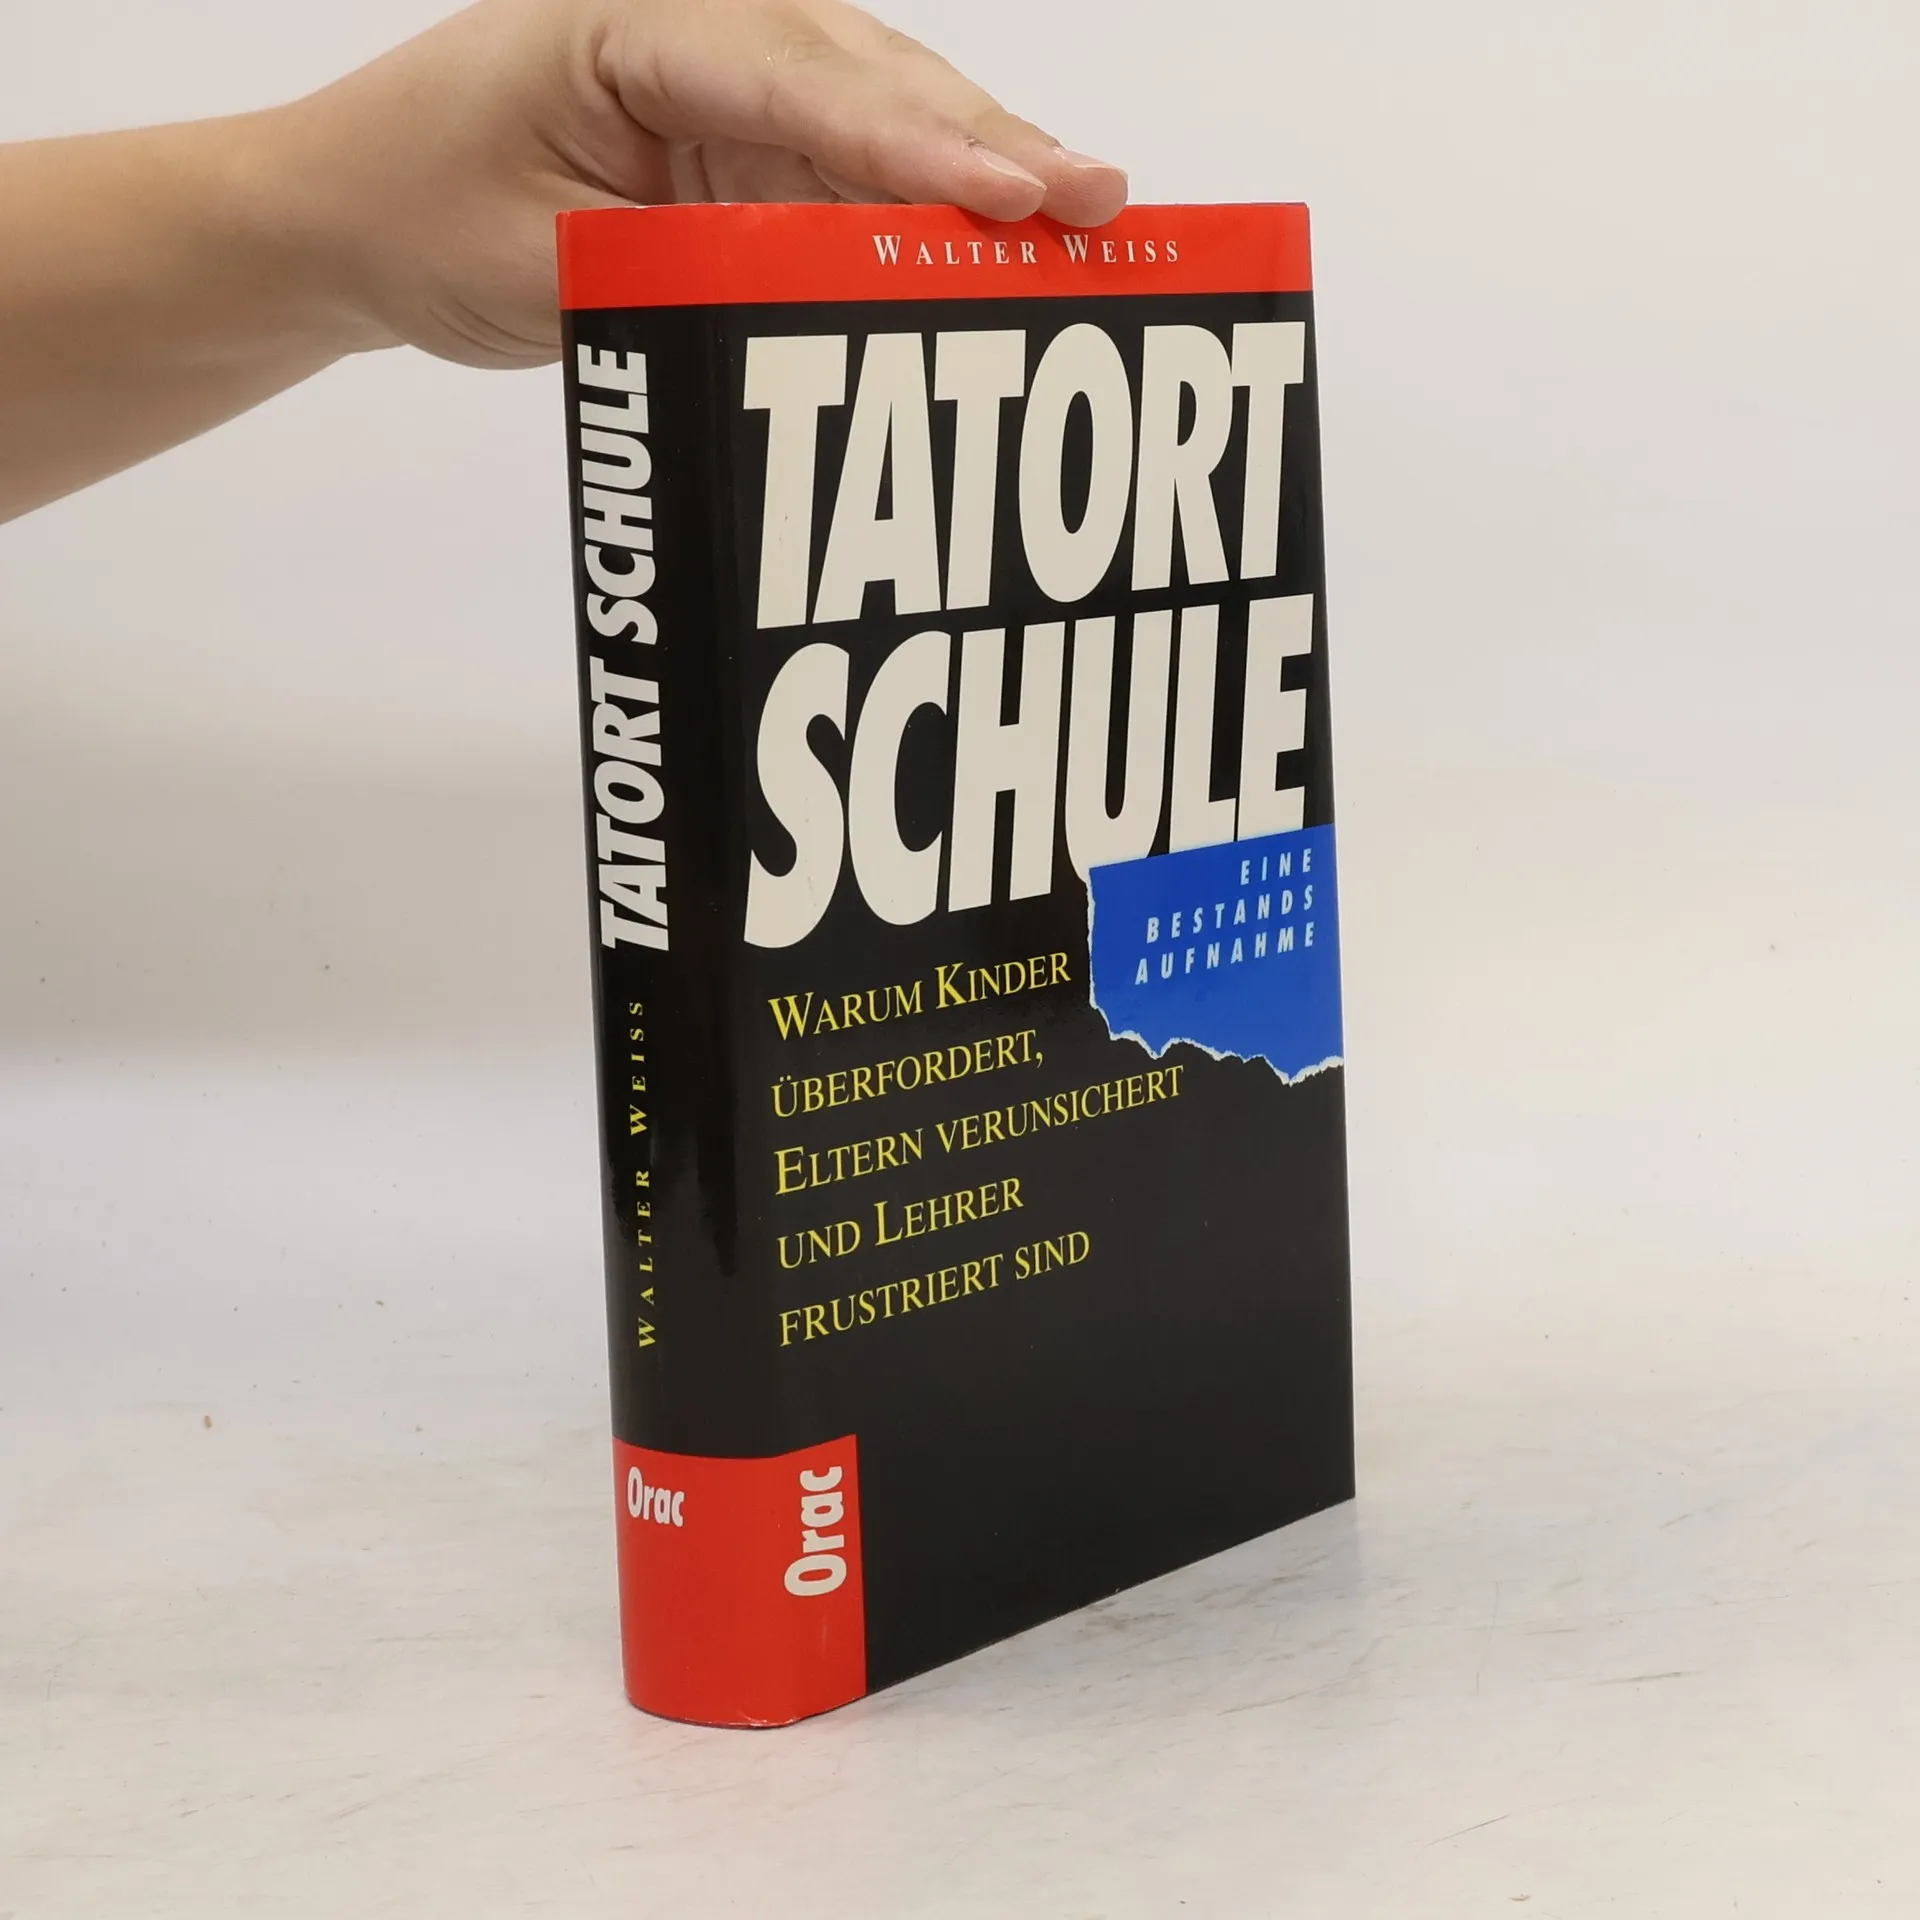 WALTER WEISS
TATORT
SCHULE
EINE
BESTANDS
AUFNAHME
WARUM KINDER
ÜBERFORDERT,
ELTERN VERUNSICHERT
UND LEHRER
FRUSTRIERT SIND
Orac
WALTER WEISS TATORT SCHULE
Orac